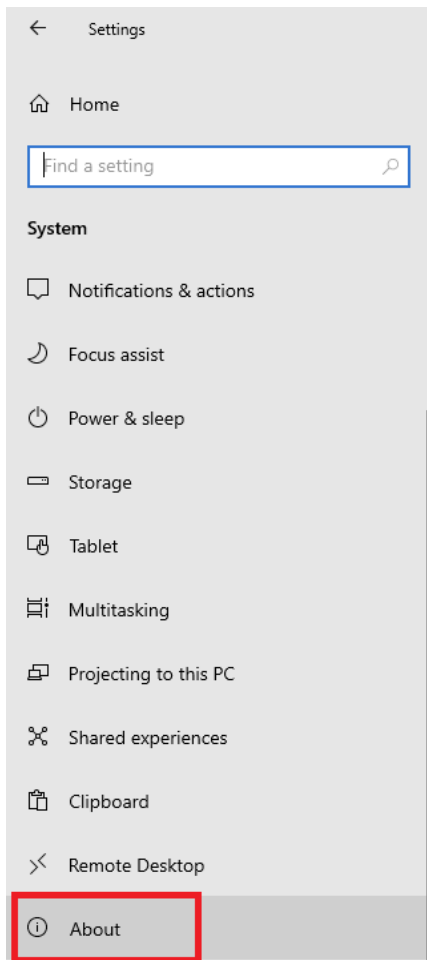 Settings
Home
Find a setting
System
Notifications & actions
Focus assist
Power & sleep
Storage
Tablet
Multitasking
Projecting to this PC
Shared experiences
Clipboard
Remote Desktop
About